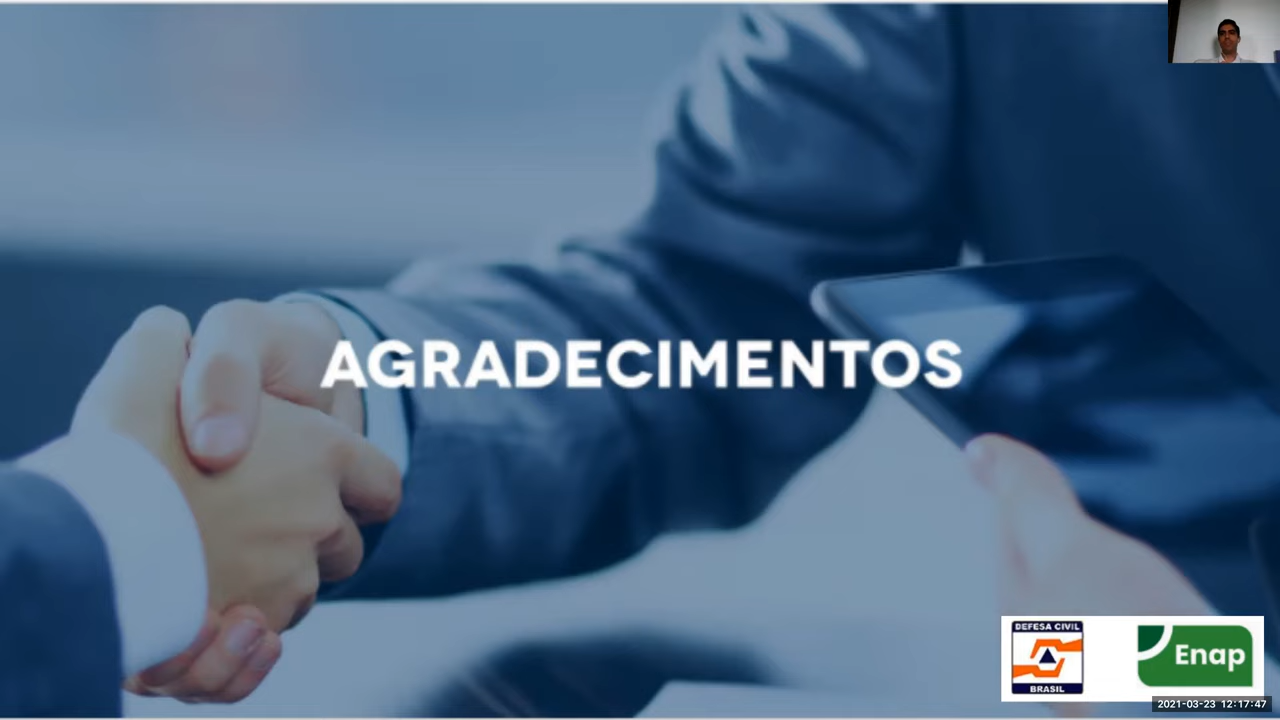 AGRADECIMENTOS
DEFESA CIVIL
BRASIL
Enap
2021-03-23 12:17:47